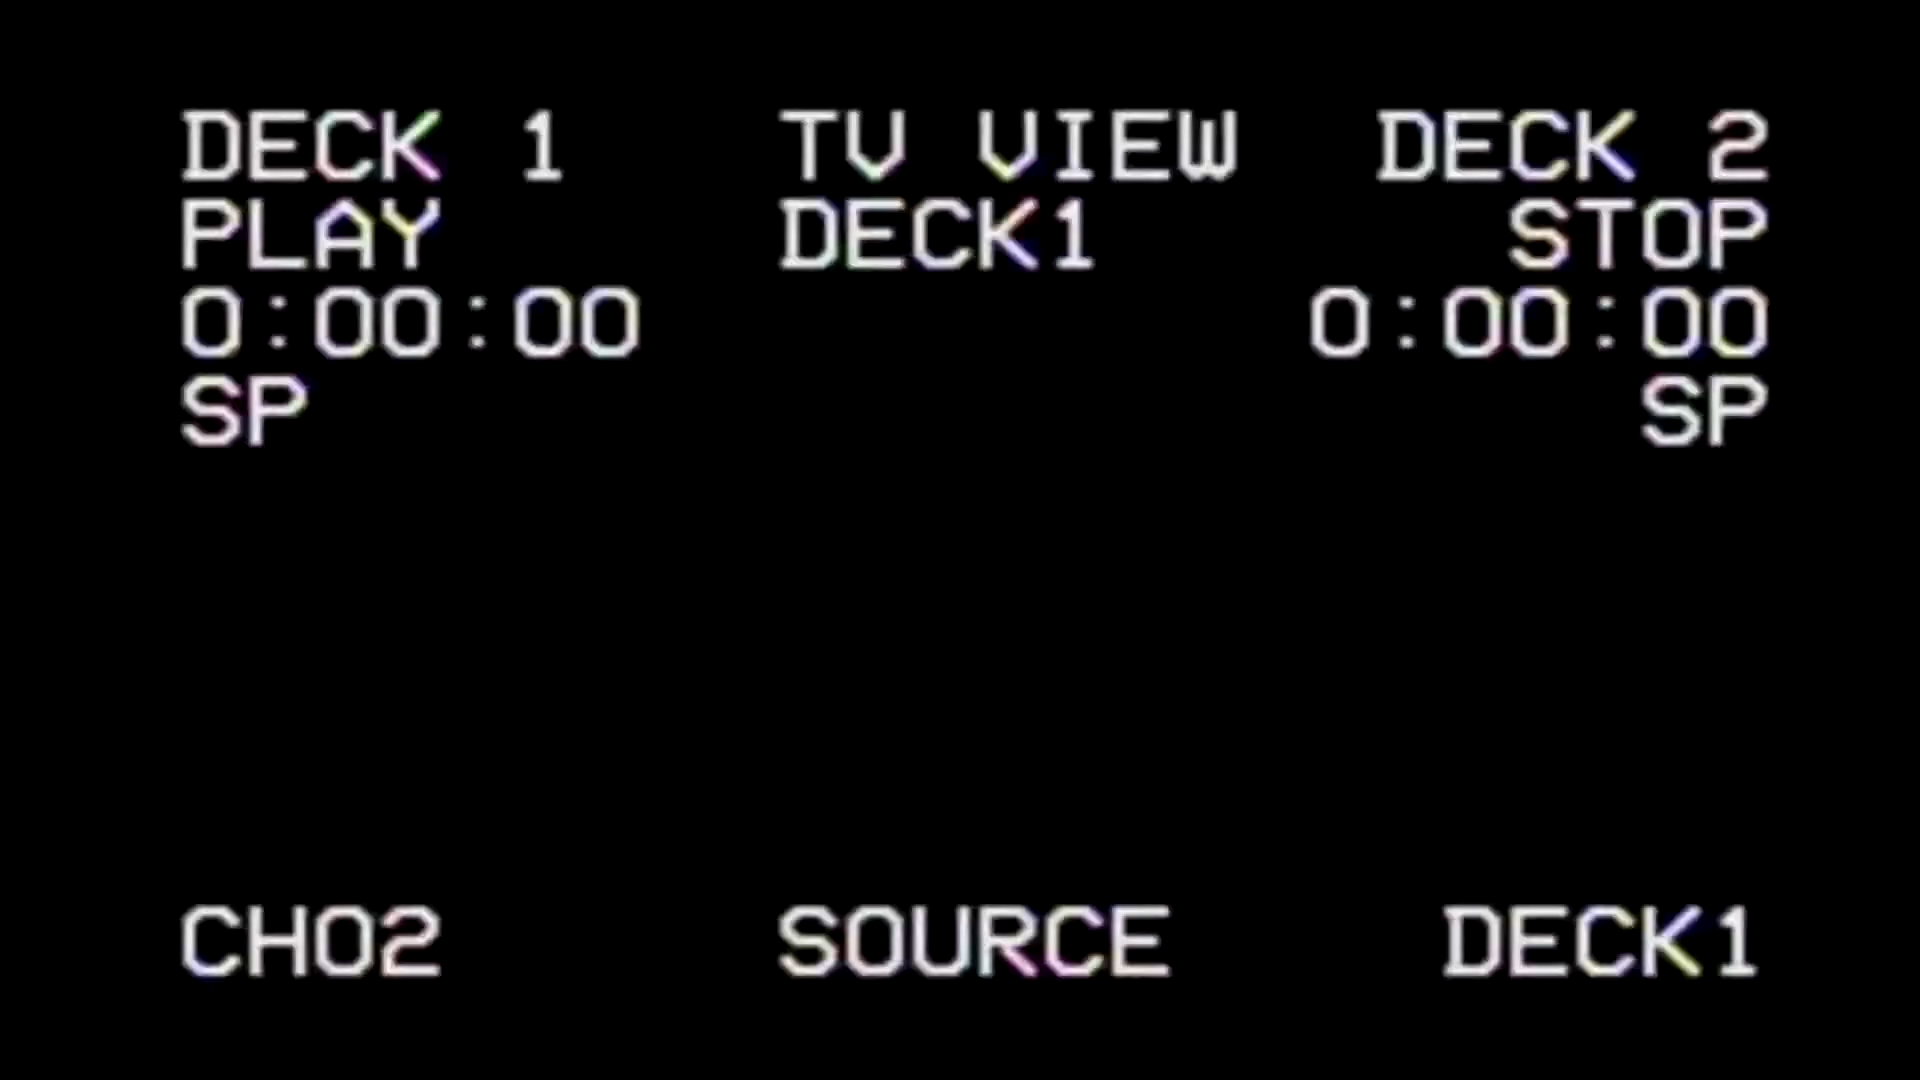 DECK 1 TV VIEW DECK 2
PLAY DECK1 STOP
0:00:00 0:00:00
SP SP
CH02 SOURCE DECK1